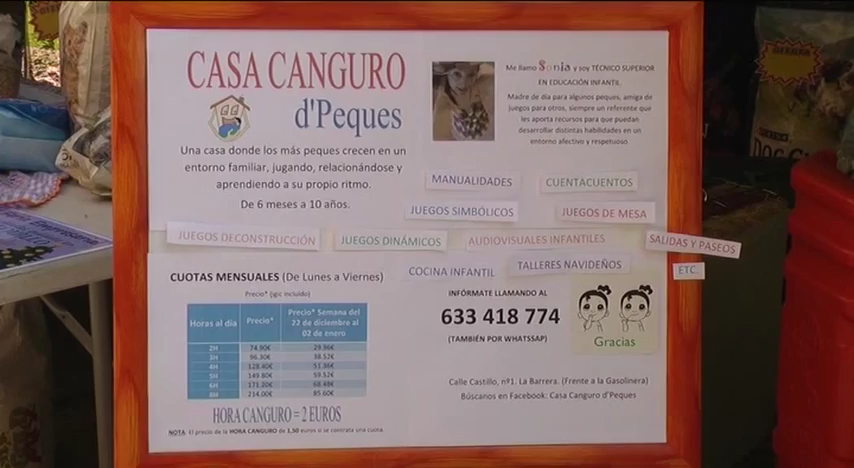 CASA CANGURO
d'Peques
Una casa donde los más peques crecen en un
entorno familiar, jugando, relacionándose y
aprendiendo a su propio ritmo.
De 6 meses a 10 años.
Me llamo Sonia y soy TÉCNICO SUPERIOR
EN EDUCACIÓN INFANTIL.
Madre de día para algunos peques, amiga de
juegos para otros, siempre un referente que
les aporta recursos para que puedan
desarrollar distintas habilidades en un
entorno afectivo y respetuoso
MANUALIDADES
CUENTACUENTOS
JUEGOS SIMBÓLICOS
JUEGOS DE MESA
JUEGOS DECONSTRUCCIÓN
JUEGOS DINÁMICOS
AUDIOVISUALES INFANTILES
SALIDAS Y PASEOS
COCINA INFANTIL
TALLERES NAVIDEÑOS
ETC.
CUOTAS MENSUALES (De Lunes a Viernes)
Precio* (igic incluido)
Horas al día Precio* Precio* Semana del
22 de diciembre al
02 de enero
2H 74.90€ 29.96€
3H 96.30€ 38.52€
4H 128.40€ 51.36€
5H 149.80€ 59.52€
6H 171.20€ 68.48€
8H 214.00€ 85.60€
HORA CANGURO = 2 EUROS
NOTA: El precio de la HORA CANGURO de 1,50 euros si se contrata una cuota.
INFÓRMATE LLAMANDO AL
633 418 774
(TAMBIÉN POR WHATSSAP)
Gracias
Calle Castillo, nº1. La Barrera. (Frente a la Gasolinera)
Búscanos en Facebook: Casa Canguro d'Peques